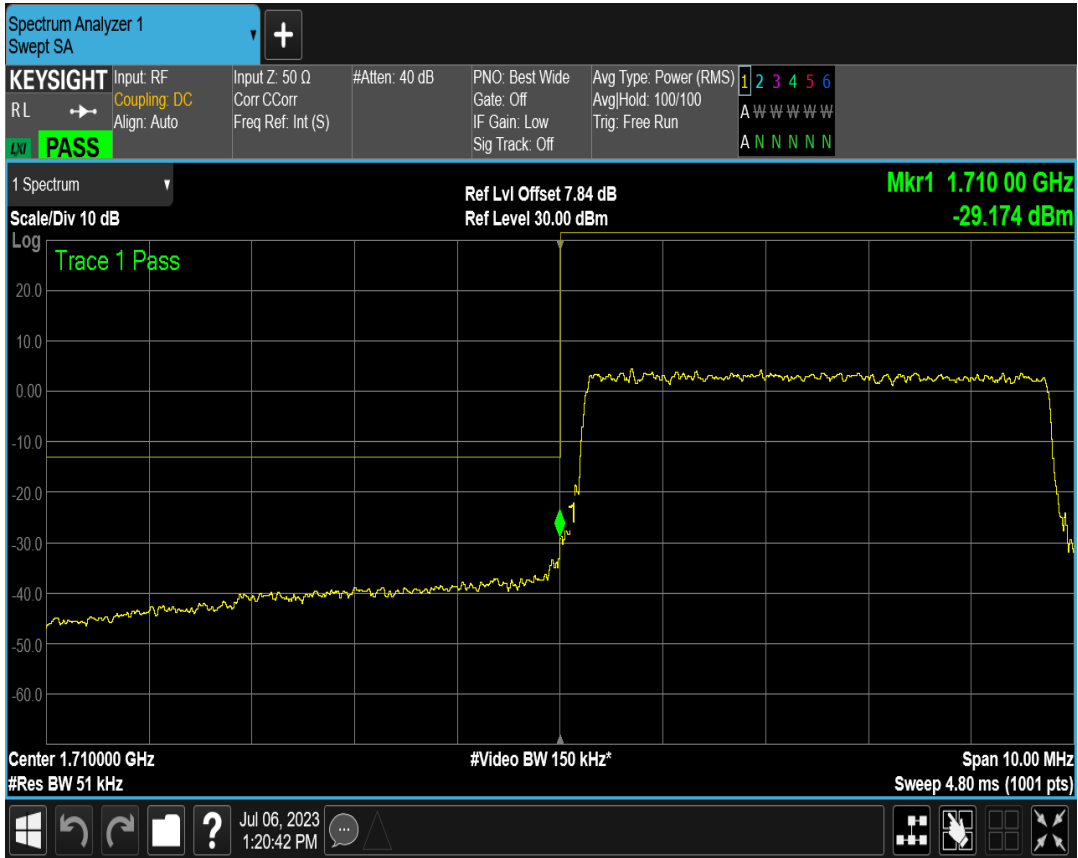 Spectrum Analyzer 1
Swept SA
+
KEYSIGHT
RL
LXI PASS
Input: RF
Coupling: DC
Align: Auto
Input Z: 50 Ω
Corr CCorr
Freq Ref: Int (S)
#Atten: 40 dB
PNO: Best Wide
Gate: Off
IF Gain: Low
Sig Track: Off
Avg Type: Power (RMS)
Avg|Hold: 100/100
Trig: Free Run
1 2 3 4 5 6
A W W W W W
A N N N N N
1 Spectrum
Scale/Div 10 dB
Ref Lvl Offset 7.84 dB
Ref Level 30.00 dBm
Mkr1 1.710 00 GHz
-29.174 dBm
Log
Trace 1 Pass
20.0
10.0
0.00
-10.0
-20.0
1
-30.0
-40.0
-50.0
-60.0
Center 1.710000 GHz
#Video BW 150 kHz*
Span 10.00 MHz
#Res BW 51 kHz
Sweep 4.80 ms (1001 pts)
?
Jul 06, 2023
1:20:42 PM